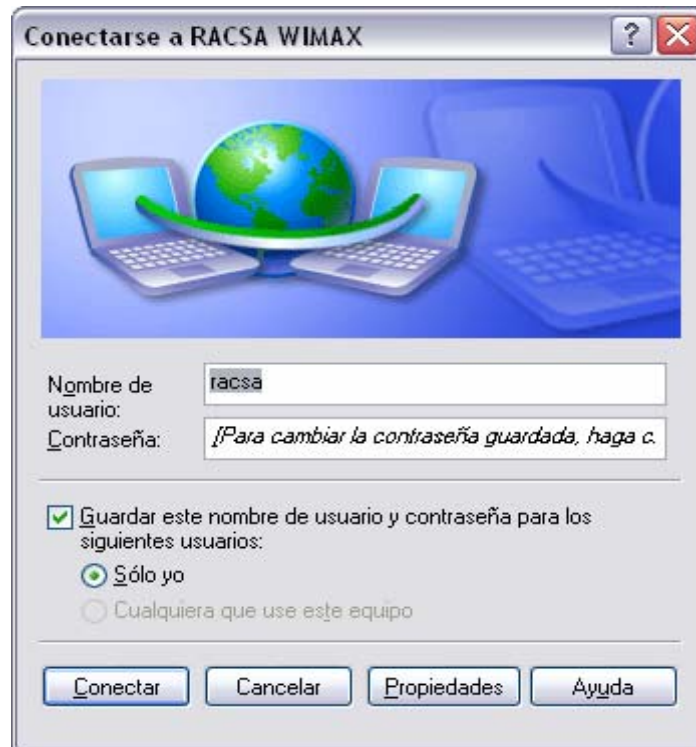 Conectarse a RACSA WIMAX
Nombre de
usuario:
racsa
Contraseña:
[Para cambiar la contraseña guardada, haga c.
Guardar este nombre de usuario y contraseña para los
siguientes usuarios:
Sólo yo
Cualquiera que use este equipo
Conectar Cancelar Propiedades Ayuda